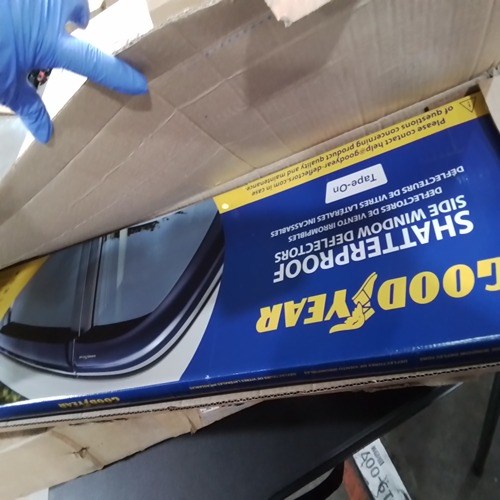 GOODYEAR
SHATTERPROOF
SIDE WINDOW DEFLECTORS
DEFLECTORES DE VIENTO IRROMPIBLES
DÉFLECTEURS DE VITRES LATÉRALES INCASSABLES
Tape-On
Please contact help@goodyear-deflectors.com in case
of questions concerning product quality and maintenance.
GOODYEAR